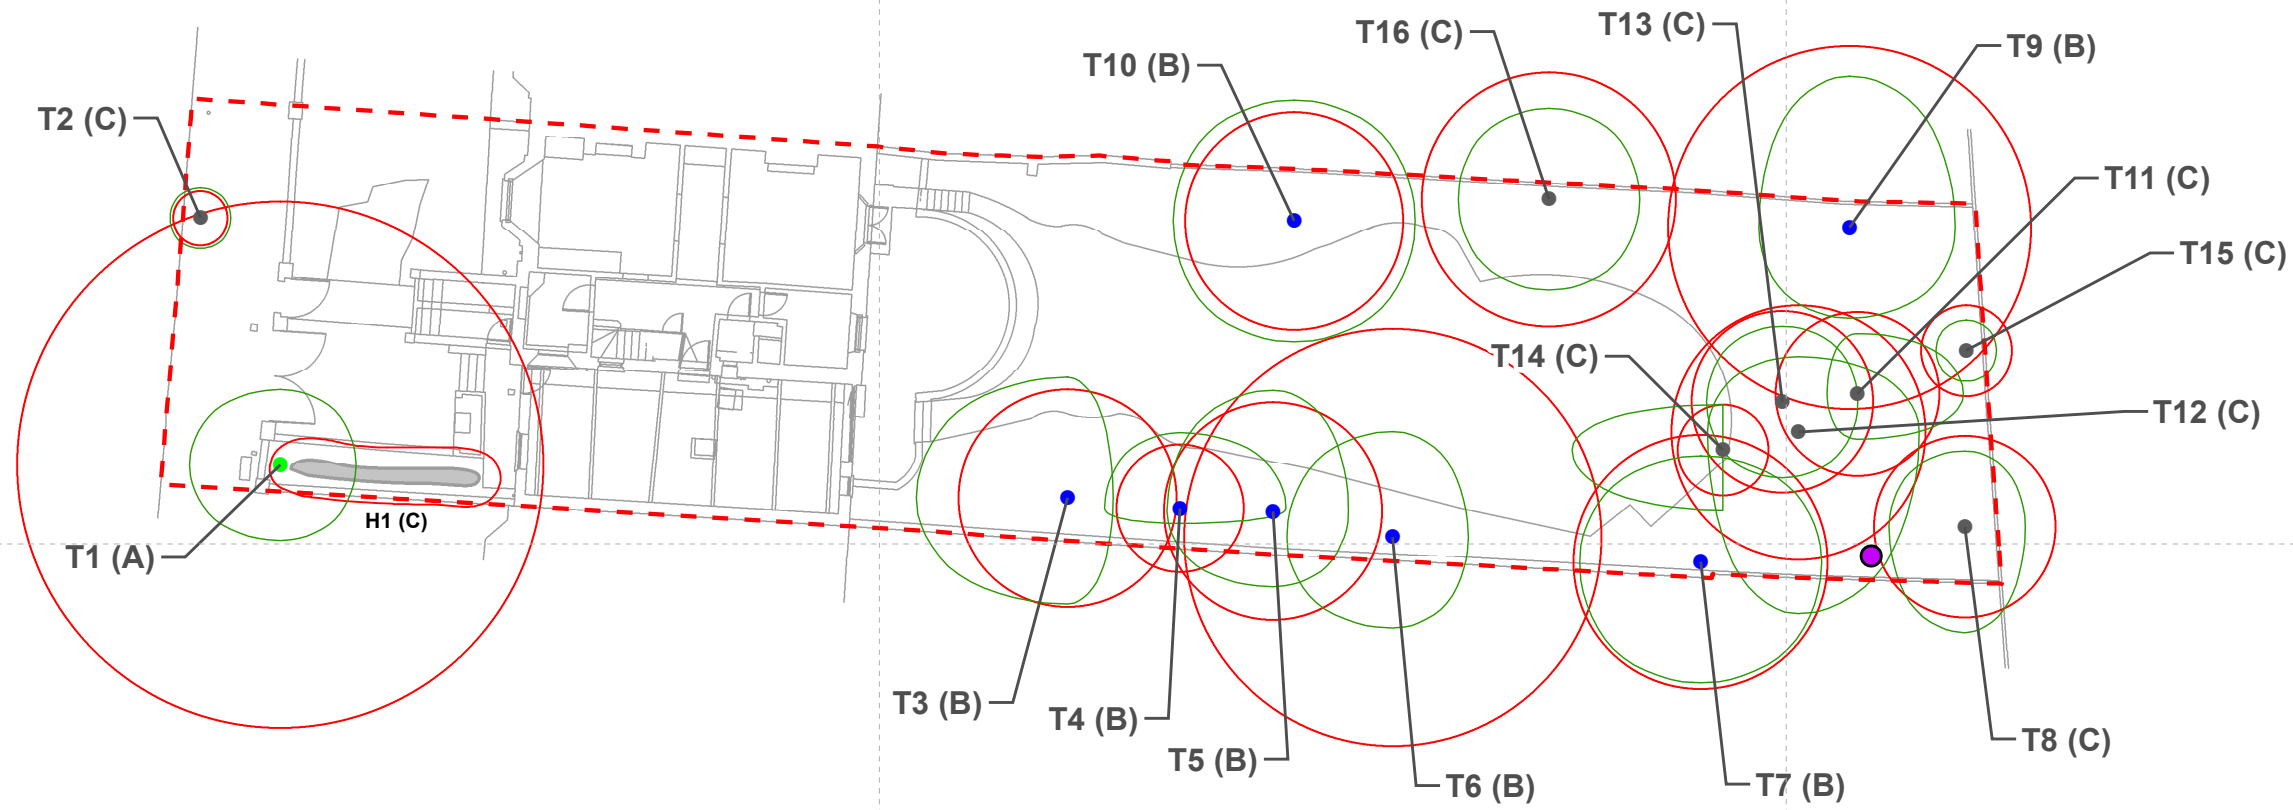 T13 (C)
T16 (C)
T9 (B)
T10 (B)
T2 (C)
T11 (C)
T15 (C)
T14 (C)
T12 (C)
H1 (C)
T1 (A)
T3 (B)
T4 (B)
T8 (C)
T5 (B)
T6 (B)
T7 (B)